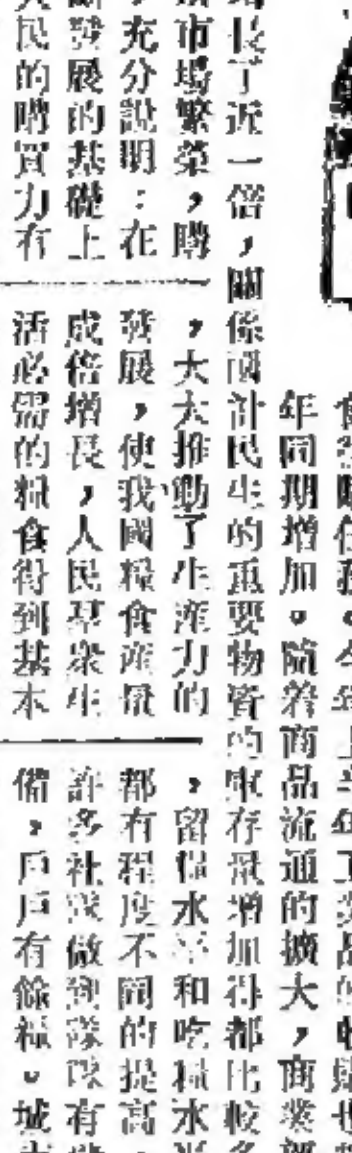 年同期增加。隨着商品流通的擴大,商業
長了近一倍,關係國計民生的重要物資的庫存量增加得都比較多
市場繁榮,購
充分說明:在
發展的基礎上
民的購買力有
,大大推動了生產力的
發展,使我國糧食產量
成倍增長,人民羣衆生
活必需的糧食得到基本
,留糧水平和吃糧水平
都有程度不同的提高
許多社做到隊隊有
備,戶戶有餘糧。城